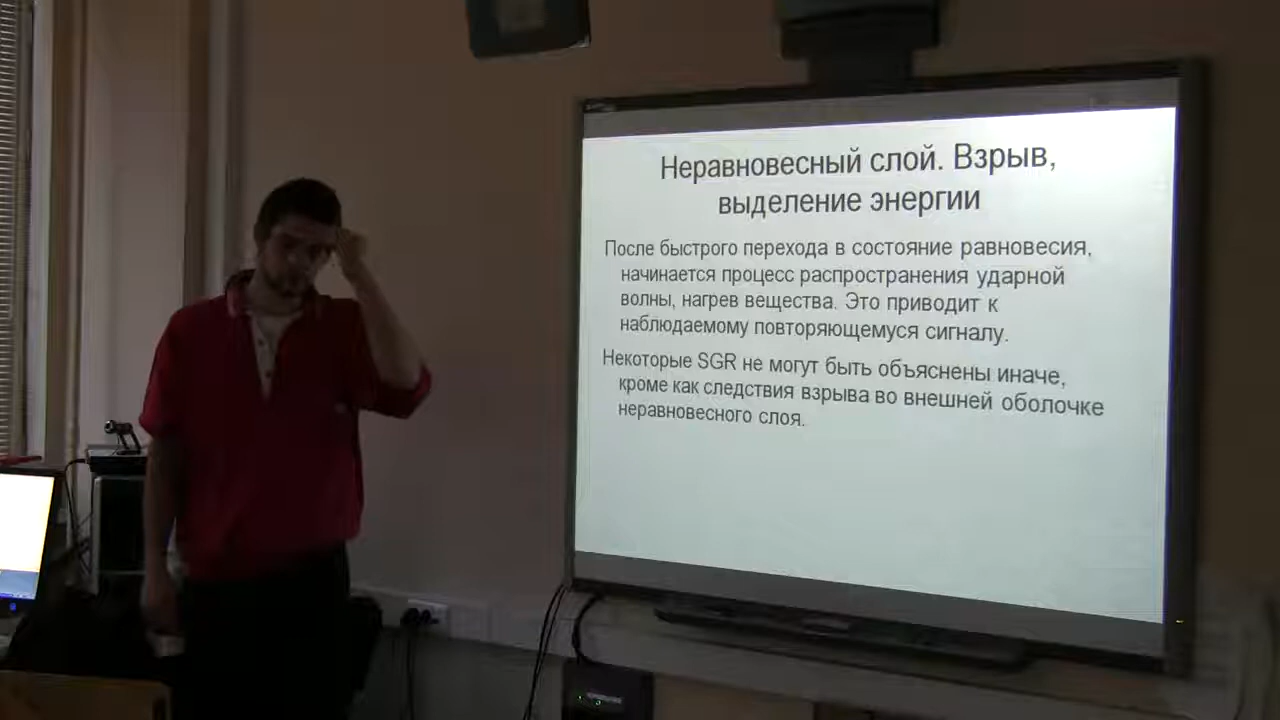 Неравновесный слой. Взрыв,
выделение энергии
После быстрого перехода в состояние равновесия,
начинается процесс распространения ударной
волны, нагрев вещества. Это приводит к
наблюдаемому повторяющемуся сигналу.
Некоторые SGR не могут быть объяснены иначе,
кроме как следствия взрыва во внешней оболочке
неравновесного слоя.